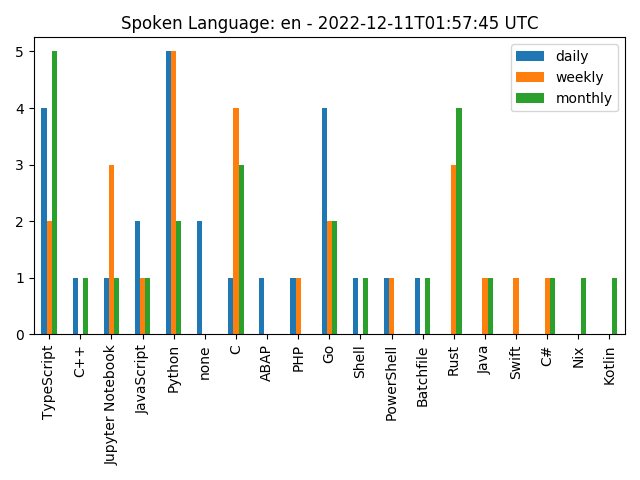 Spoken Language: en - 2022-12-11T01:57:45 UTC
daily
weekly
monthly
5
4
3
2
1
0
TypeScript
C++
Jupyter Notebook
JavaScript
Python
none
C
ABAP
PHP
Go
Shell
PowerShell
Batchfile
Rust
Java
Swift
C#
Nix
Kotlin